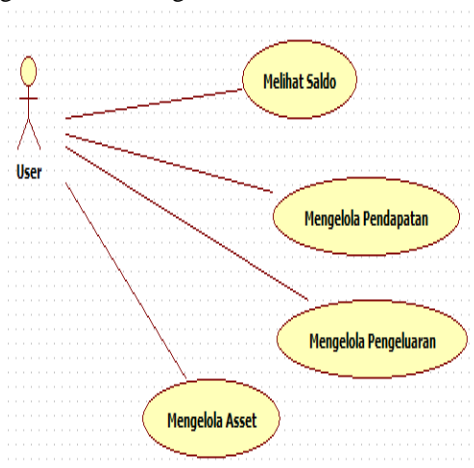 Melihat Saldo
User
Mengelola Pendapatan
Mengelola Pengeluaran
Mengelola Asset